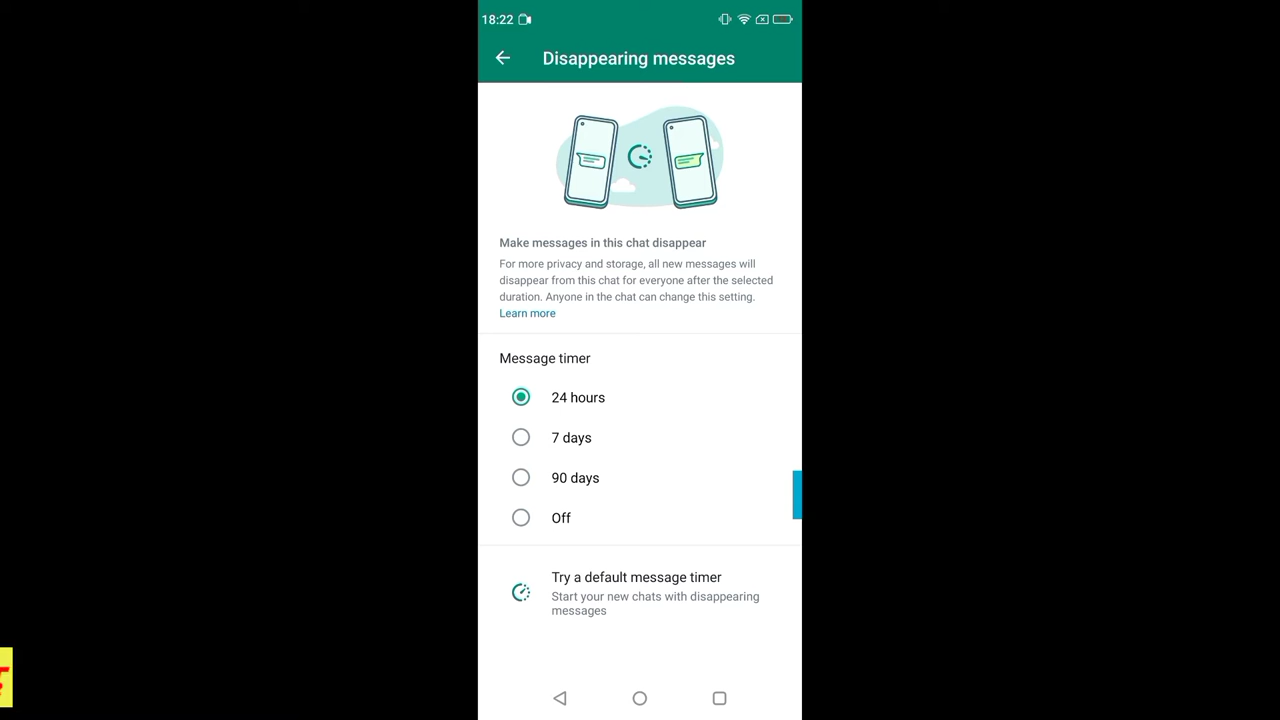 18:22
Disappearing messages
Make messages in this chat disappear
For more privacy and storage, all new messages will
disappear from this chat for everyone after the selected
duration. Anyone in the chat can change this setting.
Learn more
Message timer
24 hours
7 days
90 days
Off
Try a default message timer
Start your new chats with disappearing
messages